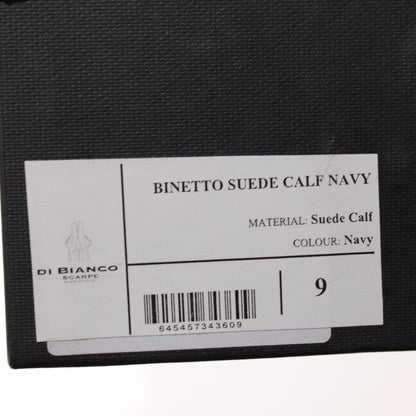 BINETTO SUEDE CALF NAVY
MATERIAL: Suede Calf
COLOUR: Navy
DI BIANCO
SCARPE
9
645457343609